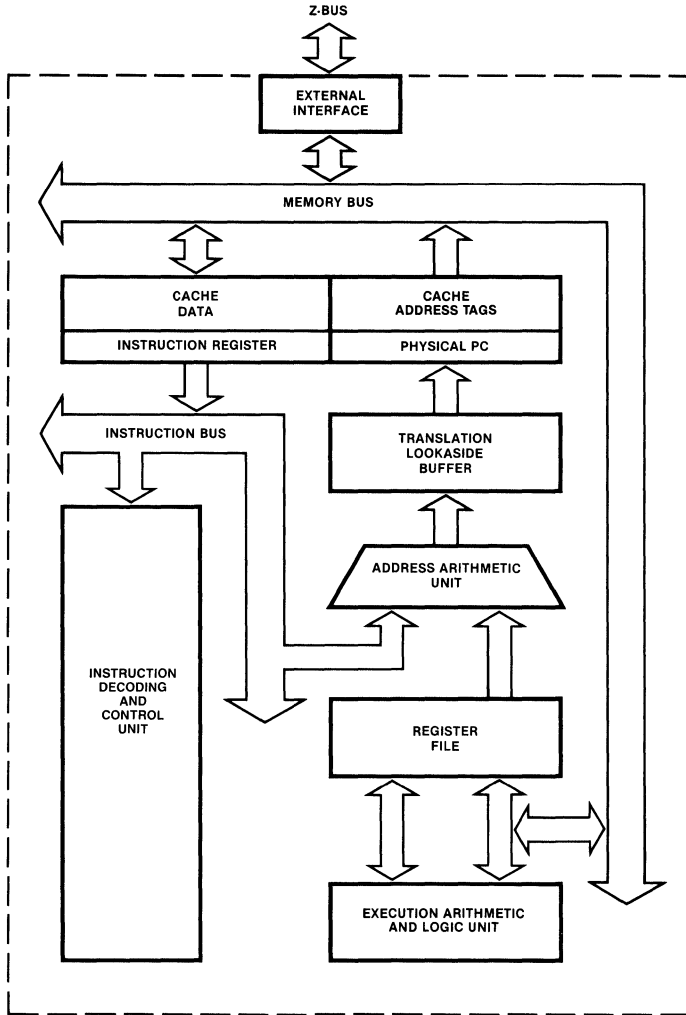 Z·BUS
EXTERNAL
INTERFACE
MEMORY BUS
CACHE
DATA
CACHE
ADDRESS TAGS
INSTRUCTION REGISTER
PHYSICAL PC
INSTRUCTION BUS
TRANSLATION
LOOKASIDE
BUFFER
ADDRESS ARITHMETIC
UNIT
INSTRUCTION
DECODING
AND
CONTROL
UNIT
REGISTER
FILE
EXECUTION ARITHMETIC
AND LOGIC UNIT